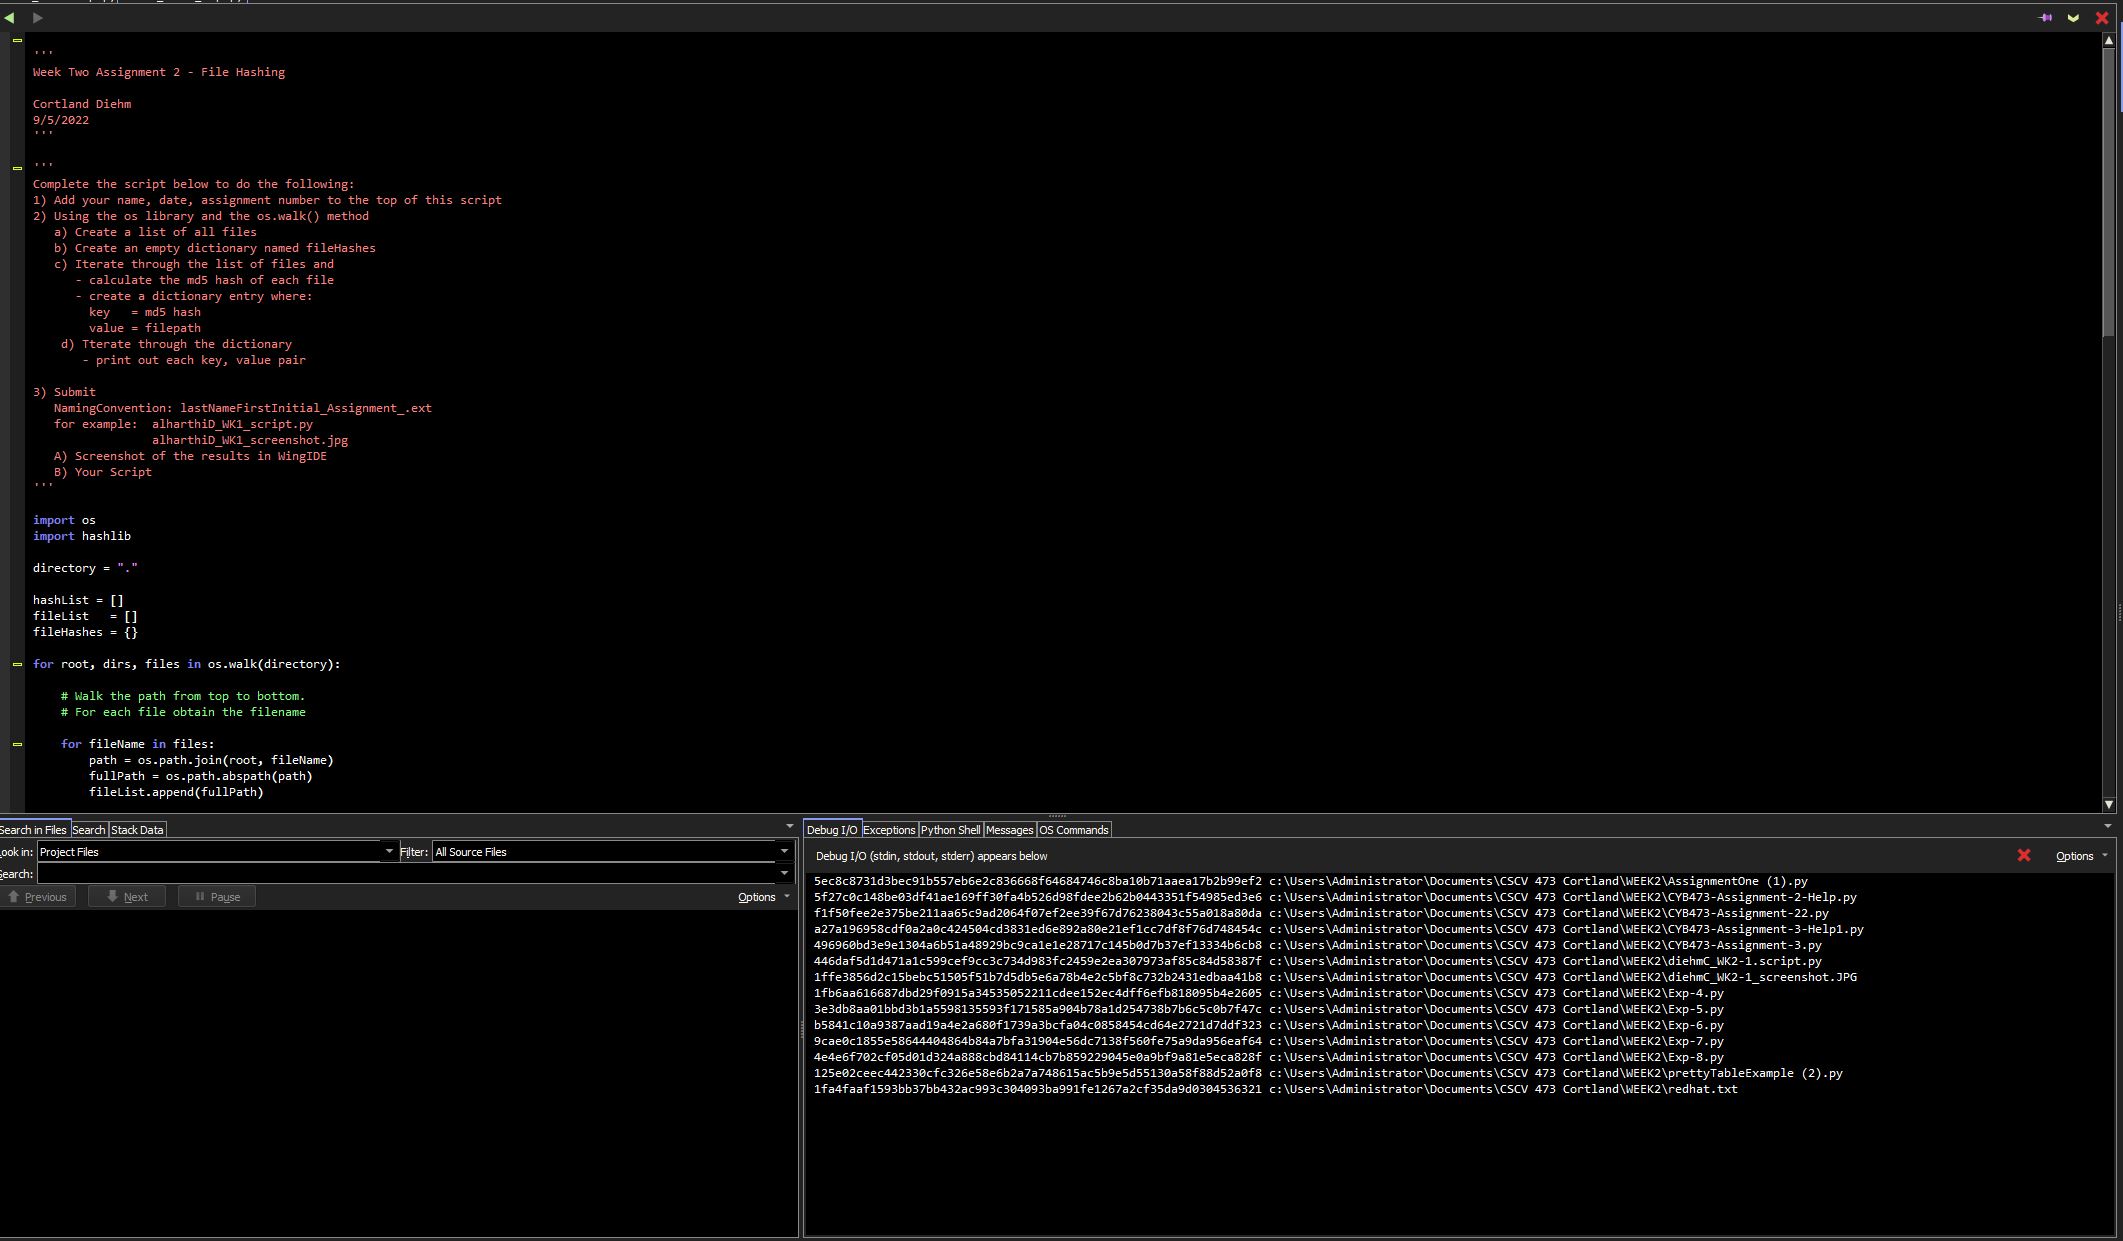 '''
Week Two Assignment 2 - File Hashing
Cortland Diehm
9/5/2022
'''
'''
Complete the script below to do the following:
1) Add your name, date, assignment number to the top of this script
2) Using the os library and the os.walk() method
a) Create a list of all files
b) Create an empty dictionary named fileHashes
c) Iterate through the list of files and
- calculate the md5 hash of each file
- create a dictionary entry where:
key = md5 hash
value = filepath
d) Tterate through the dictionary
- print out each key, value pair
3) Submit
NamingConvention: lastNameFirstInitial_Assignment_.ext
for example: alharthiD_WK1_script.py
alharthiD_WK1_screenshot.jpg
A) Screenshot of the results in WingIDE
B) Your Script
'''
import os
import hashlib
directory = "."
hashList = []
fileList = []
fileHashes = {}
for root, dirs, files in os.walk(directory):
# Walk the path from top to bottom.
# For each file obtain the filename
for fileName in files:
path = os.path.join(root, fileName)
fullPath = os.path.abspath(path)
fileList.append(fullPath)
Search in Files Search Stack Data
ook in: Project Files Filter: All Source Files
Search:
Previous Next Pause Options
Debug I/O Exceptions Python Shell Messages OS Commands
Debug I/O (stdin, stdout, stderr) appears below Options
5ec8c8731d3bec91b557eb6e2c836668f64684746c8ba10b71aaea17b2b99ef2 c:\Users\Administrator\Documents\CSCV 473 Cortland\WEEK2\AssignmentOne (1).py
5f27c0c148be03df41ae169ff30fa4b526d98fdee2b62b0443351f54985ed3e6 c:\Users\Administrator\Documents\CSCV 473 Cortland\WEEK2\CYB473-Assignment-2-Help.py
f1f50fee2e375be211aa65c9ad2064f07ef2ee39f67d76238043c55a018a80da c:\Users\Administrator\Documents\CSCV 473 Cortland\WEEK2\CYB473-Assignment-22.py
a27a196958cdf0a2a0c424504cd3831ed6e892a80e21ef1cc7df8f76d748454c c:\Users\Administrator\Documents\CSCV 473 Cortland\WEEK2\CYB473-Assignment-3-Help1.py
496960bd3e9e1304a6b51a48929bc9ca1e1e28717c145b0d7b37ef13334b6cb8 c:\Users\Administrator\Documents\CSCV 473 Cortland\WEEK2\CYB473-Assignment-3.py
446daf5d1d471a1c599cef9cc3c734d983fc2459e2ea307973af85c84d58387f c:\Users\Administrator\Documents\CSCV 473 Cortland\WEEK2\diehmC_WK2-1.script.py
1ffe3856d2c15bebc51505f51b7d5db5e6a78b4e2c5bf8c732b2431edbaa41b8 c:\Users\Administrator\Documents\CSCV 473 Cortland\WEEK2\diehmC_WK2-1_screenshot.JPG
1fb6aa616687dbd29f0915a34535052211cdee152ec4dff6efb818095b4e2605 c:\Users\Administrator\Documents\CSCV 473 Cortland\WEEK2\Exp-4.py
3e3db8aa01bbd3b1a5598135593f171585a904b78a1d254738b7b6c5c0b7f47c c:\Users\Administrator\Documents\CSCV 473 Cortland\WEEK2\Exp-5.py
b5841c10a9387aad19a4e2a680f1739a3bcfa04c0858454cd64e2721d7ddf323 c:\Users\Administrator\Documents\CSCV 473 Cortland\WEEK2\Exp-6.py
9cae0c1855e58644404864b84a7bfa31904e56dc7138f560fe75a9da956eaf64 c:\Users\Administrator\Documents\CSCV 473 Cortland\WEEK2\Exp-7.py
4e4e6f702cf05d01d324a888cbd84114cb7b859229045e0a9bf9a81e5eca828f c:\Users\Administrator\Documents\CSCV 473 Cortland\WEEK2\Exp-8.py
125e02ceec442330cfc326e58e6b2a7a748615ac5b9e5d55130a58f88d52a0f8 c:\Users\Administrator\Documents\CSCV 473 Cortland\WEEK2\prettyTableExample (2).py
1fa4faaf1593bb37bb432ac993c304093ba991fe1267a2cf35da9d0304536321 c:\Users\Administrator\Documents\CSCV 473 Cortland\WEEK2\redhat.txt